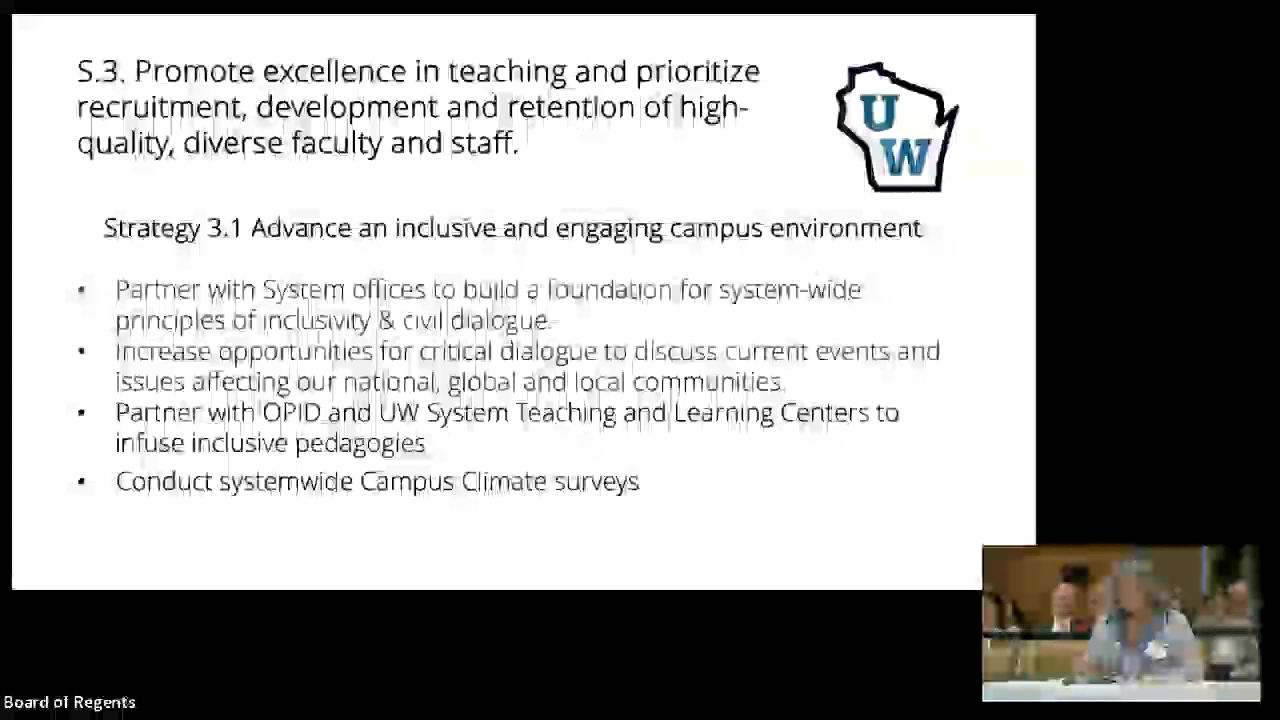 S.3. Promote excellence in teaching and prioritize
recruitment, development and retention of high-
quality, diverse faculty and staff.
U
W
Strategy 3.1 Advance an inclusive and engaging campus environment
• Partner with System offices to build a foundation for system-wide
principles of inclusivity & civil dialogue.
• Increase opportunities for critical dialogue to discuss current events and
issues affecting our national, global and local communities.
• Partner with OPID and UW System Teaching and Learning Centers to
infuse inclusive pedagogies
• Conduct systemwide Campus Climate surveys
Board of Regents